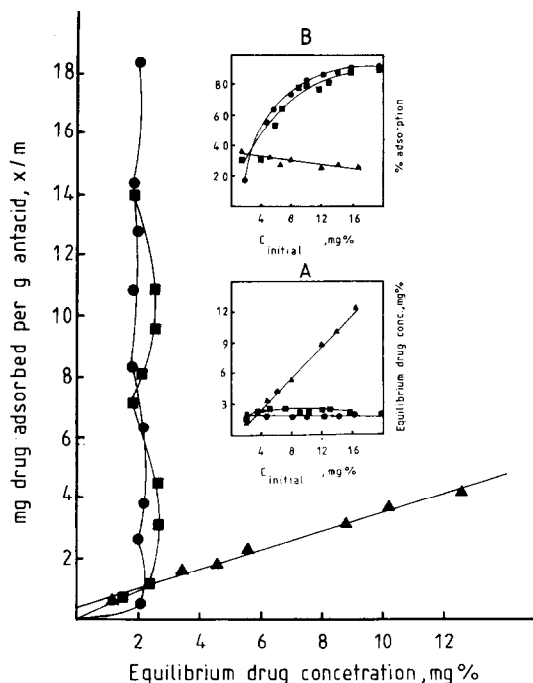 B
80
60
40
20
% adsorption
4 8 12 16
C initial , mg%
A
12
9
6
3
Equilibrium drug conc., mg%
4 8 12 16
C initial , mg%
18
16
14
12
10
8
6
4
2
mg drug adsorbed per g antacid, x/m
2 4 6 8 10 12
Equilibrium drug concetration, mg%